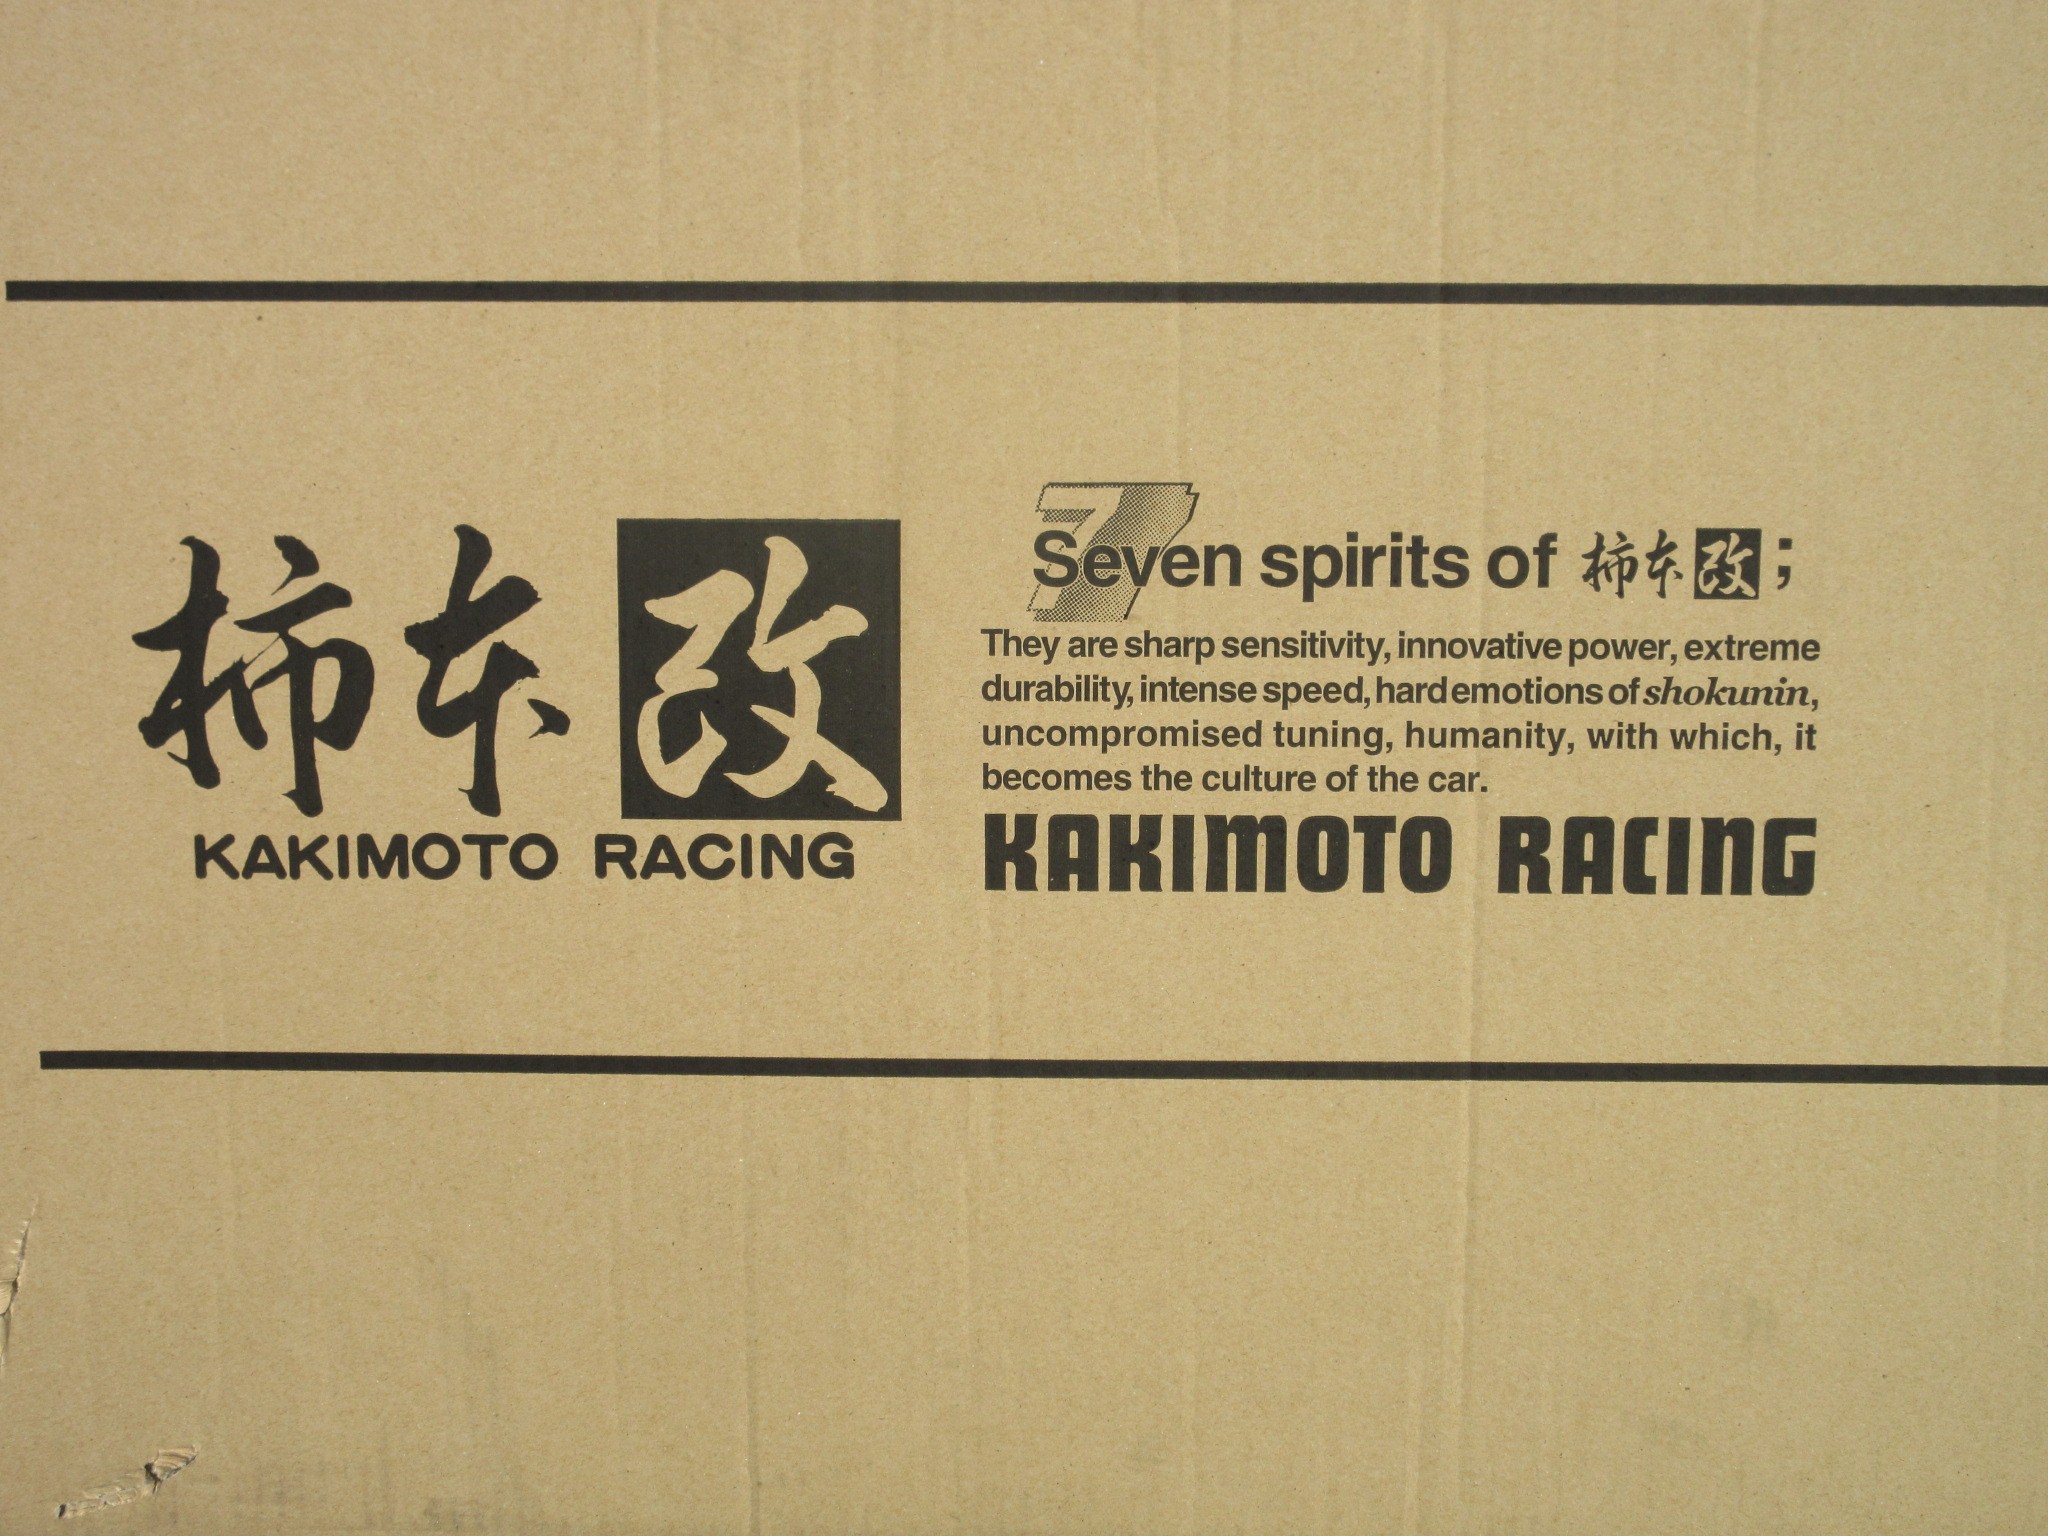 柿本改
KAKIMOTO RACING
7
Seven spirits of 柿本改;
They are sharp sensitivity, innovative power, extreme
durability, intense speed, hard emotions of shokunin,
uncompromised tuning, humanity, with which, it
becomes the culture of the car.
KAKIMOTO RACING